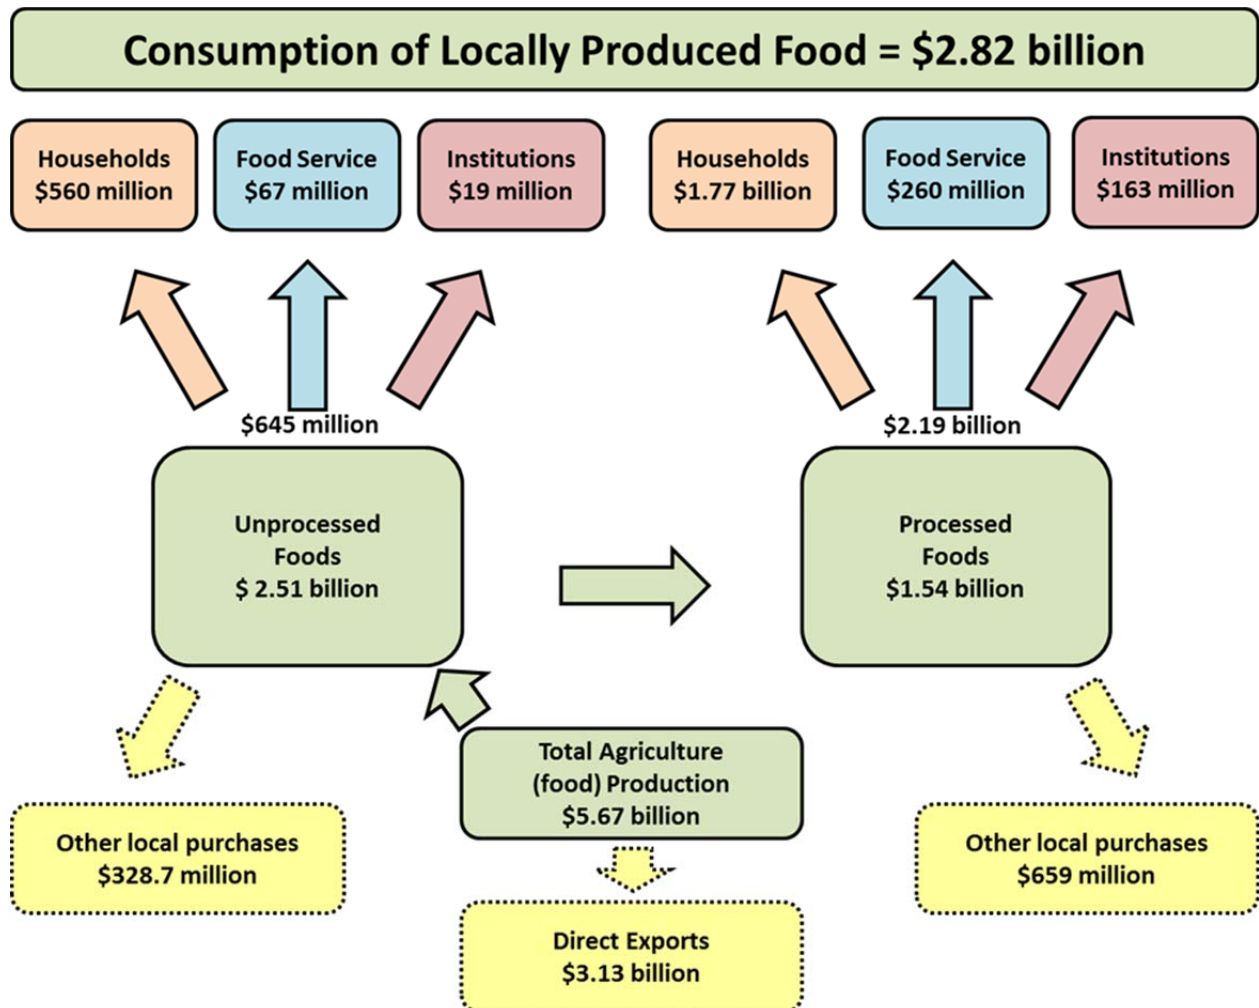 Consumption of Locally Produced Food = $2.82 billion
Households
$560 million
Food Service
$67 million
Institutions
$19 million
Households
$1.77 billion
Food Service
$260 million
Institutions
$163 million
$645 million
$2.19 billion
Unprocessed
Foods
$ 2.51 billion
Processed
Foods
$1.54 billion
Total Agriculture
(food) Production
$5.67 billion
Other local purchases
$328.7 million
Other local purchases
$659 million
Direct Exports
$3.13 billion